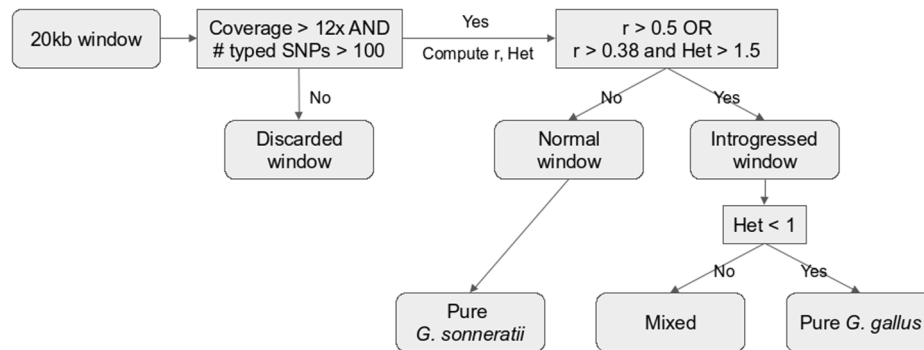 20kb window
Coverage > 12x AND
# typed SNPs > 100
Yes
Compute r, Het
r > 0.5 OR
r > 0.38 and Het > 1.5
No
Discarded
window
No
Yes
Normal
window
Introgressed
window
Het < 1
No
Yes
Pure
G. sonneratii
Mixed
Pure G. gallus